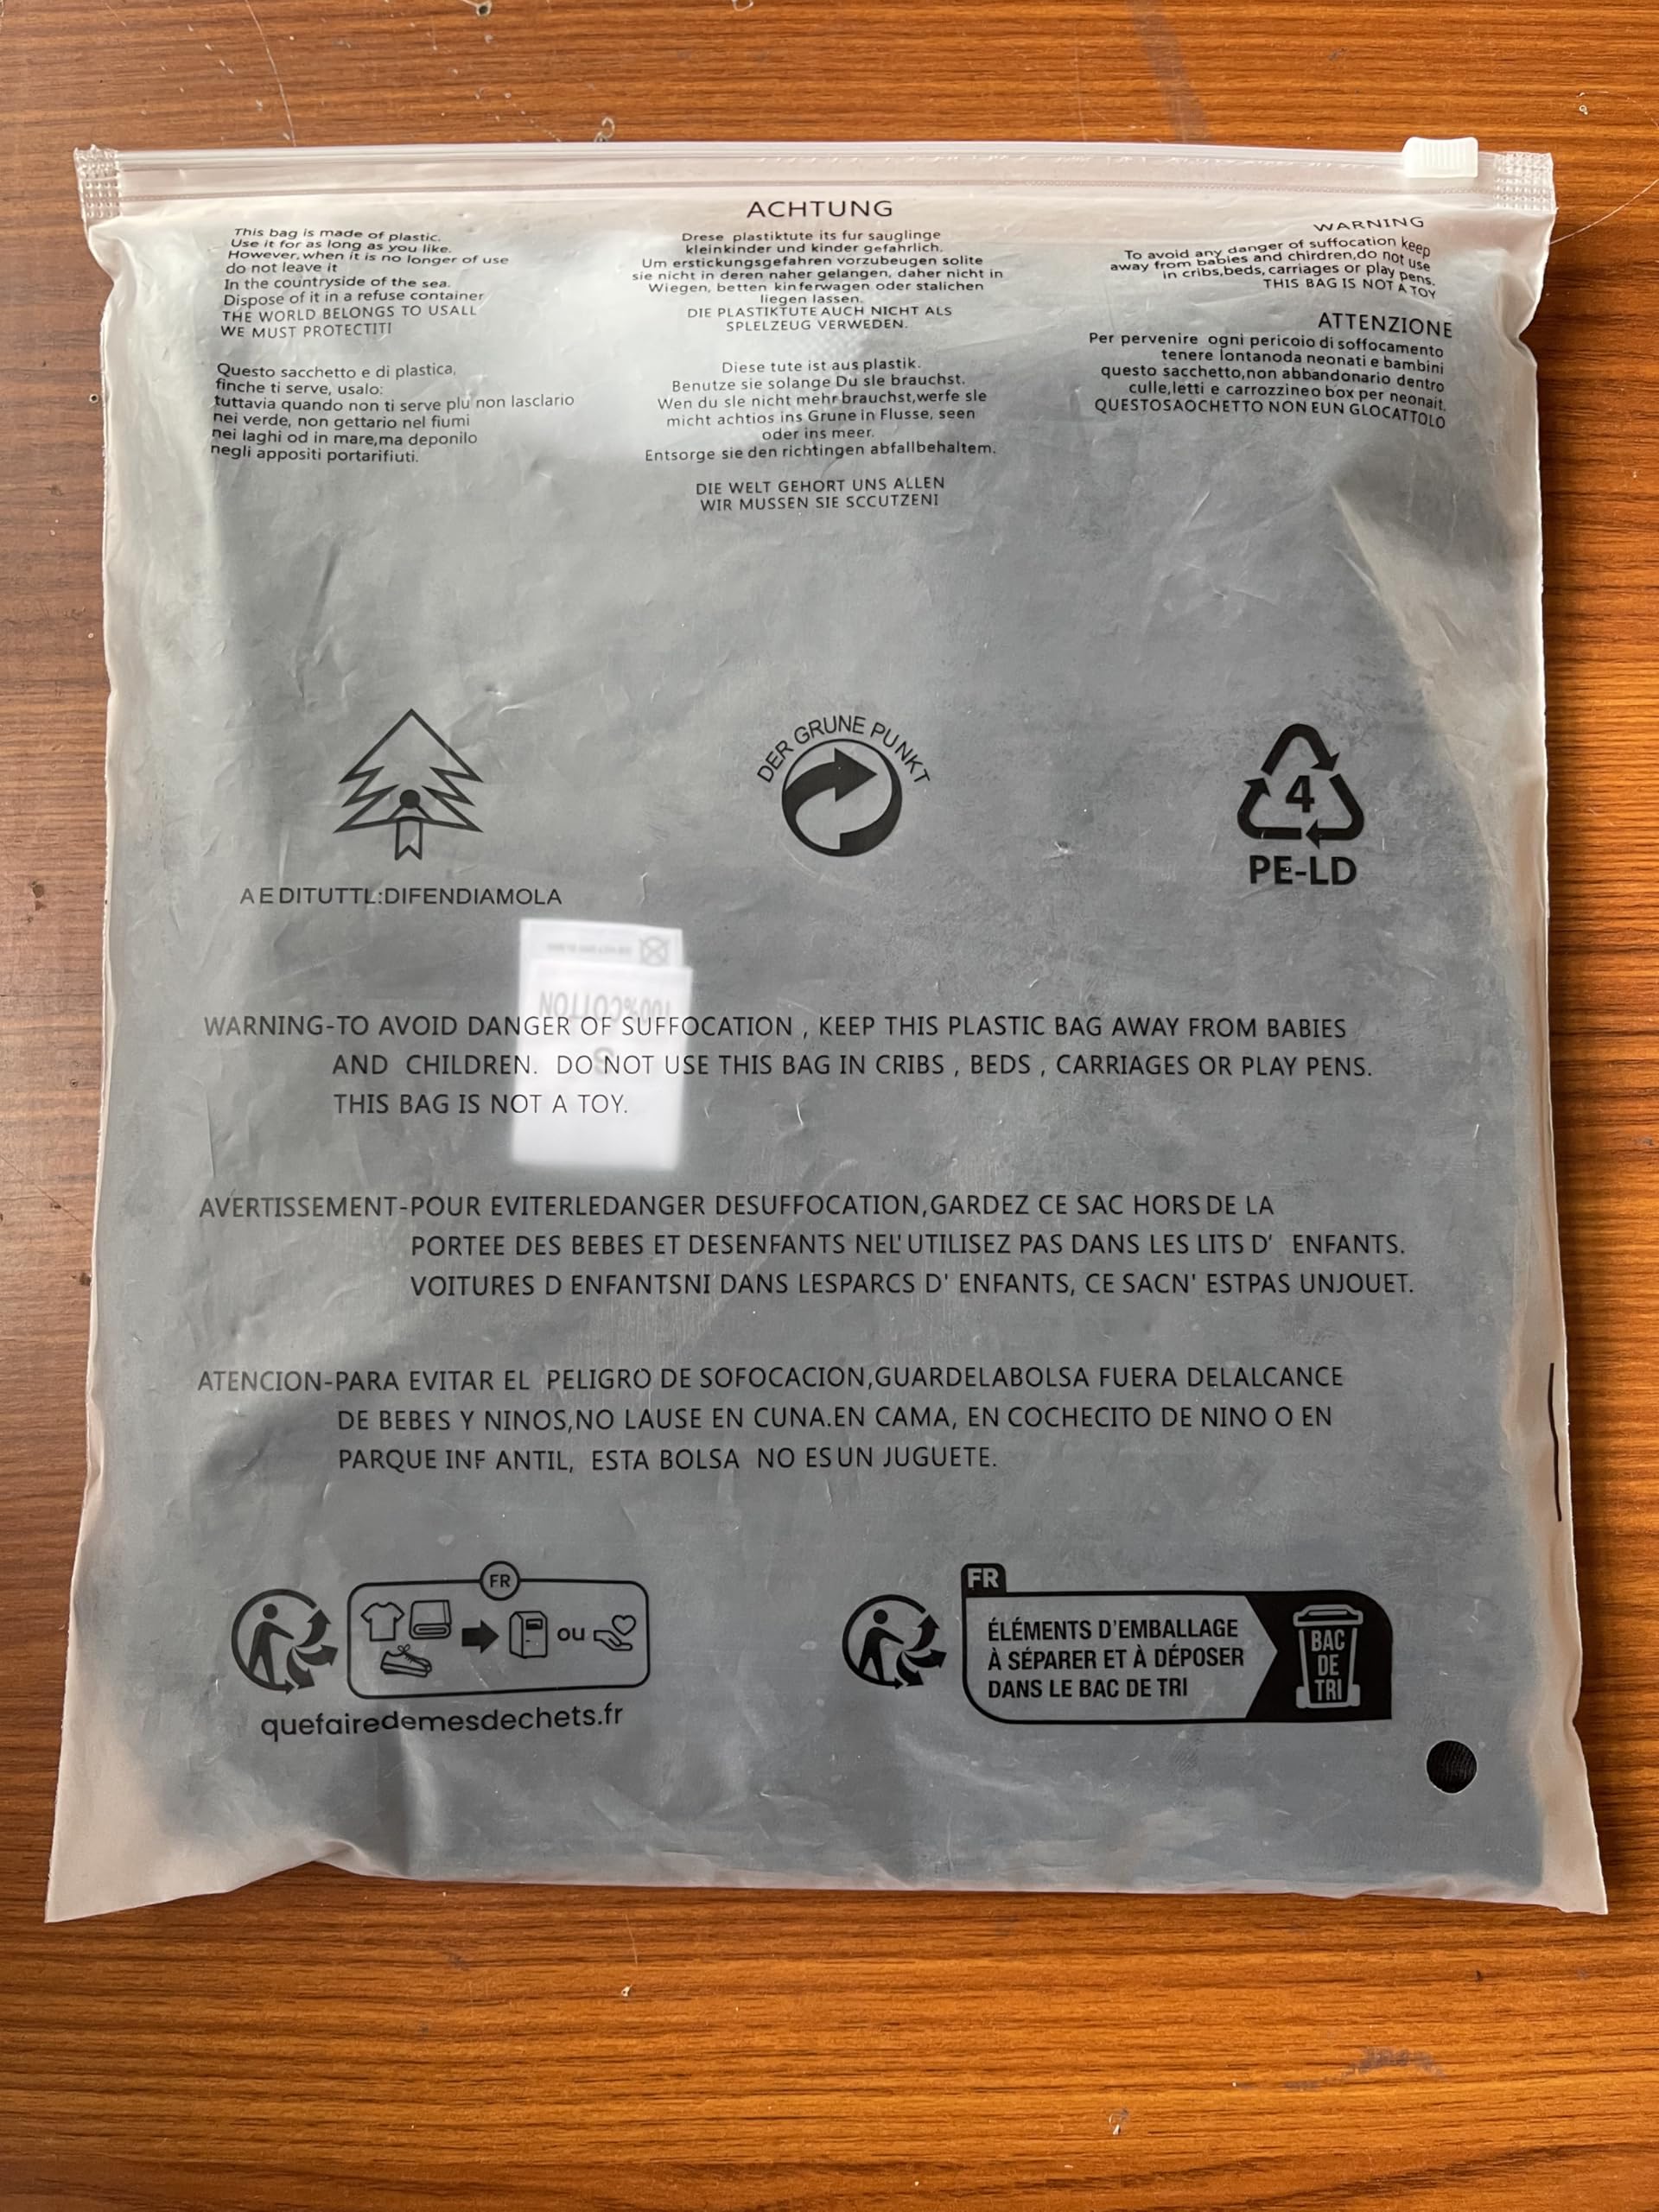 This bag is made of plastic.
Use it for as long as you like.
However, when it is no longer of use
do not leave it
In the countryside of the sea.
Dispose of it in a refuse container
THE WORLD BELONGS TO USALL
WE MUST PROTECTITI
Questo sacchetto e di plastica,
finche ti serve, usalo:
tuttavia quando non ti serve plu non lasclario
nei verde, non gettario nel fiumi
nei laghi od in mare,ma deponilo
negli appositi portarifiuti.
ACHTUNG
Drese plastiktute its fur sauglinge
kleinkinder und kinder gefahrlich.
Um erstickungsgefahren vorzubeugen solite
sie nicht in deren naher gelangen, daher nicht in
Wiegen, betten kinferwagen oder stalichen
liegen lassen.
DIE PLASTIKTUTE AUCH NICHT ALS
SPLELZEUG VERWEDEN.
Diese tute ist aus plastik.
Benutze sie solange Du sle brauchst.
Wen du sle nicht mehr brauchst,werfe sle
micht achtios ins Grune in Flusse, seen
oder ins meer.
Entsorge sie den richtingen abfallbehaltem.
DIE WELT GEHORT UNS ALLEN
WIR MUSSEN SIE SCCUTZENI
WARNING
To avoid any danger of suffocation keep
away from babies and chirdren,do not use
in cribs,beds,carriages or play pens.
THIS BAG IS NOT A TOY
ATTENZIONE
Per pervenire ogni pericoio di soffocamento
tenere lontanoda neonati e bambini
questo sacchetto,non abbandonario dentro
culle,letti e carrozzineo box per neonait.
QUESTOSAOCHETTO NON EUN GLOCATTOLO
A E DITUTTL:DIFENDIAMOLA
DER GRUNE PUNKT
4
PE-LD
100%COTTON
S
WARNING-TO AVOID DANGER OF SUFFOCATION , KEEP THIS PLASTIC BAG AWAY FROM BABIES
AND CHILDREN. DO NOT USE THIS BAG IN CRIBS , BEDS , CARRIAGES OR PLAY PENS.
THIS BAG IS NOT A TOY.
AVERTISSEMENT-POUR EVITERLEDANGER DESUFFOCATION,GARDEZ CE SAC HORS DE LA
PORTEE DES BEBES ET DESENFANTS NEL'UTILISEZ PAS DANS LES LITS D' ENFANTS.
VOITURES D ENFANTSNI DANS LESPARCS D' ENFANTS, CE SACN' ESTPAS UNJOUET.
ATENCION-PARA EVITAR EL PELIGRO DE SOFOCACION,GUARDELABOLSA FUERA DELALCANCE
DE BEBES Y NINOS,NO LAUSE EN CUNA.EN CAMA, EN COCHECITO DE NINO O EN
PARQUE INF ANTIL, ESTA BOLSA NO ES UN JUGUETE.
FR
ou
quefairedemesdechets.fr
FR
ÉLÉMENTS D'EMBALLAGE
À SÉPARER ET À DÉPOSER
DANS LE BAC DE TRI
BAC
DE
TRI